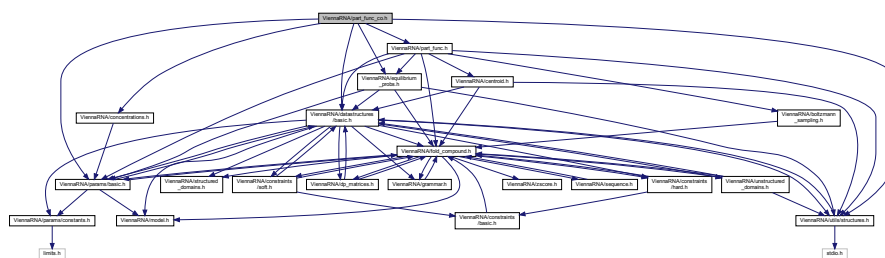 ViennaRNA/part_func_co.h
ViennaRNA/part_func.h
ViennaRNA/equilibrium
_probs.h
ViennaRNA/centroid.h
ViennaRNA/concentrations.h
ViennaRNA/datastructures
/basic.h
ViennaRNA/boltzmann
_sampling.h
ViennaRNA/fold_compound.h
ViennaRNA/params/basic.h
ViennaRNA/structured
_domains.h
ViennaRNA/constraints
/soft.h
ViennaRNA/dp_matrices.h
ViennaRNA/grammar.h
ViennaRNA/zscore.h
ViennaRNA/sequence.h
ViennaRNA/constraints
/hard.h
ViennaRNA/unstructured
_domains.h
ViennaRNA/params/constants.h
ViennaRNA/model.h
ViennaRNA/constraints
/basic.h
ViennaRNA/utils/structures.h
limits.h
stdio.h